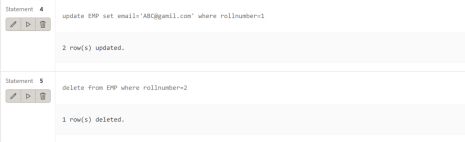 Statement 4
update EMP set email='ABC@gamil.com' where rollnumber=1
2 row(s) updated.
Statement 5
delete from EMP where rollnumber=2
1 row(s) deleted.